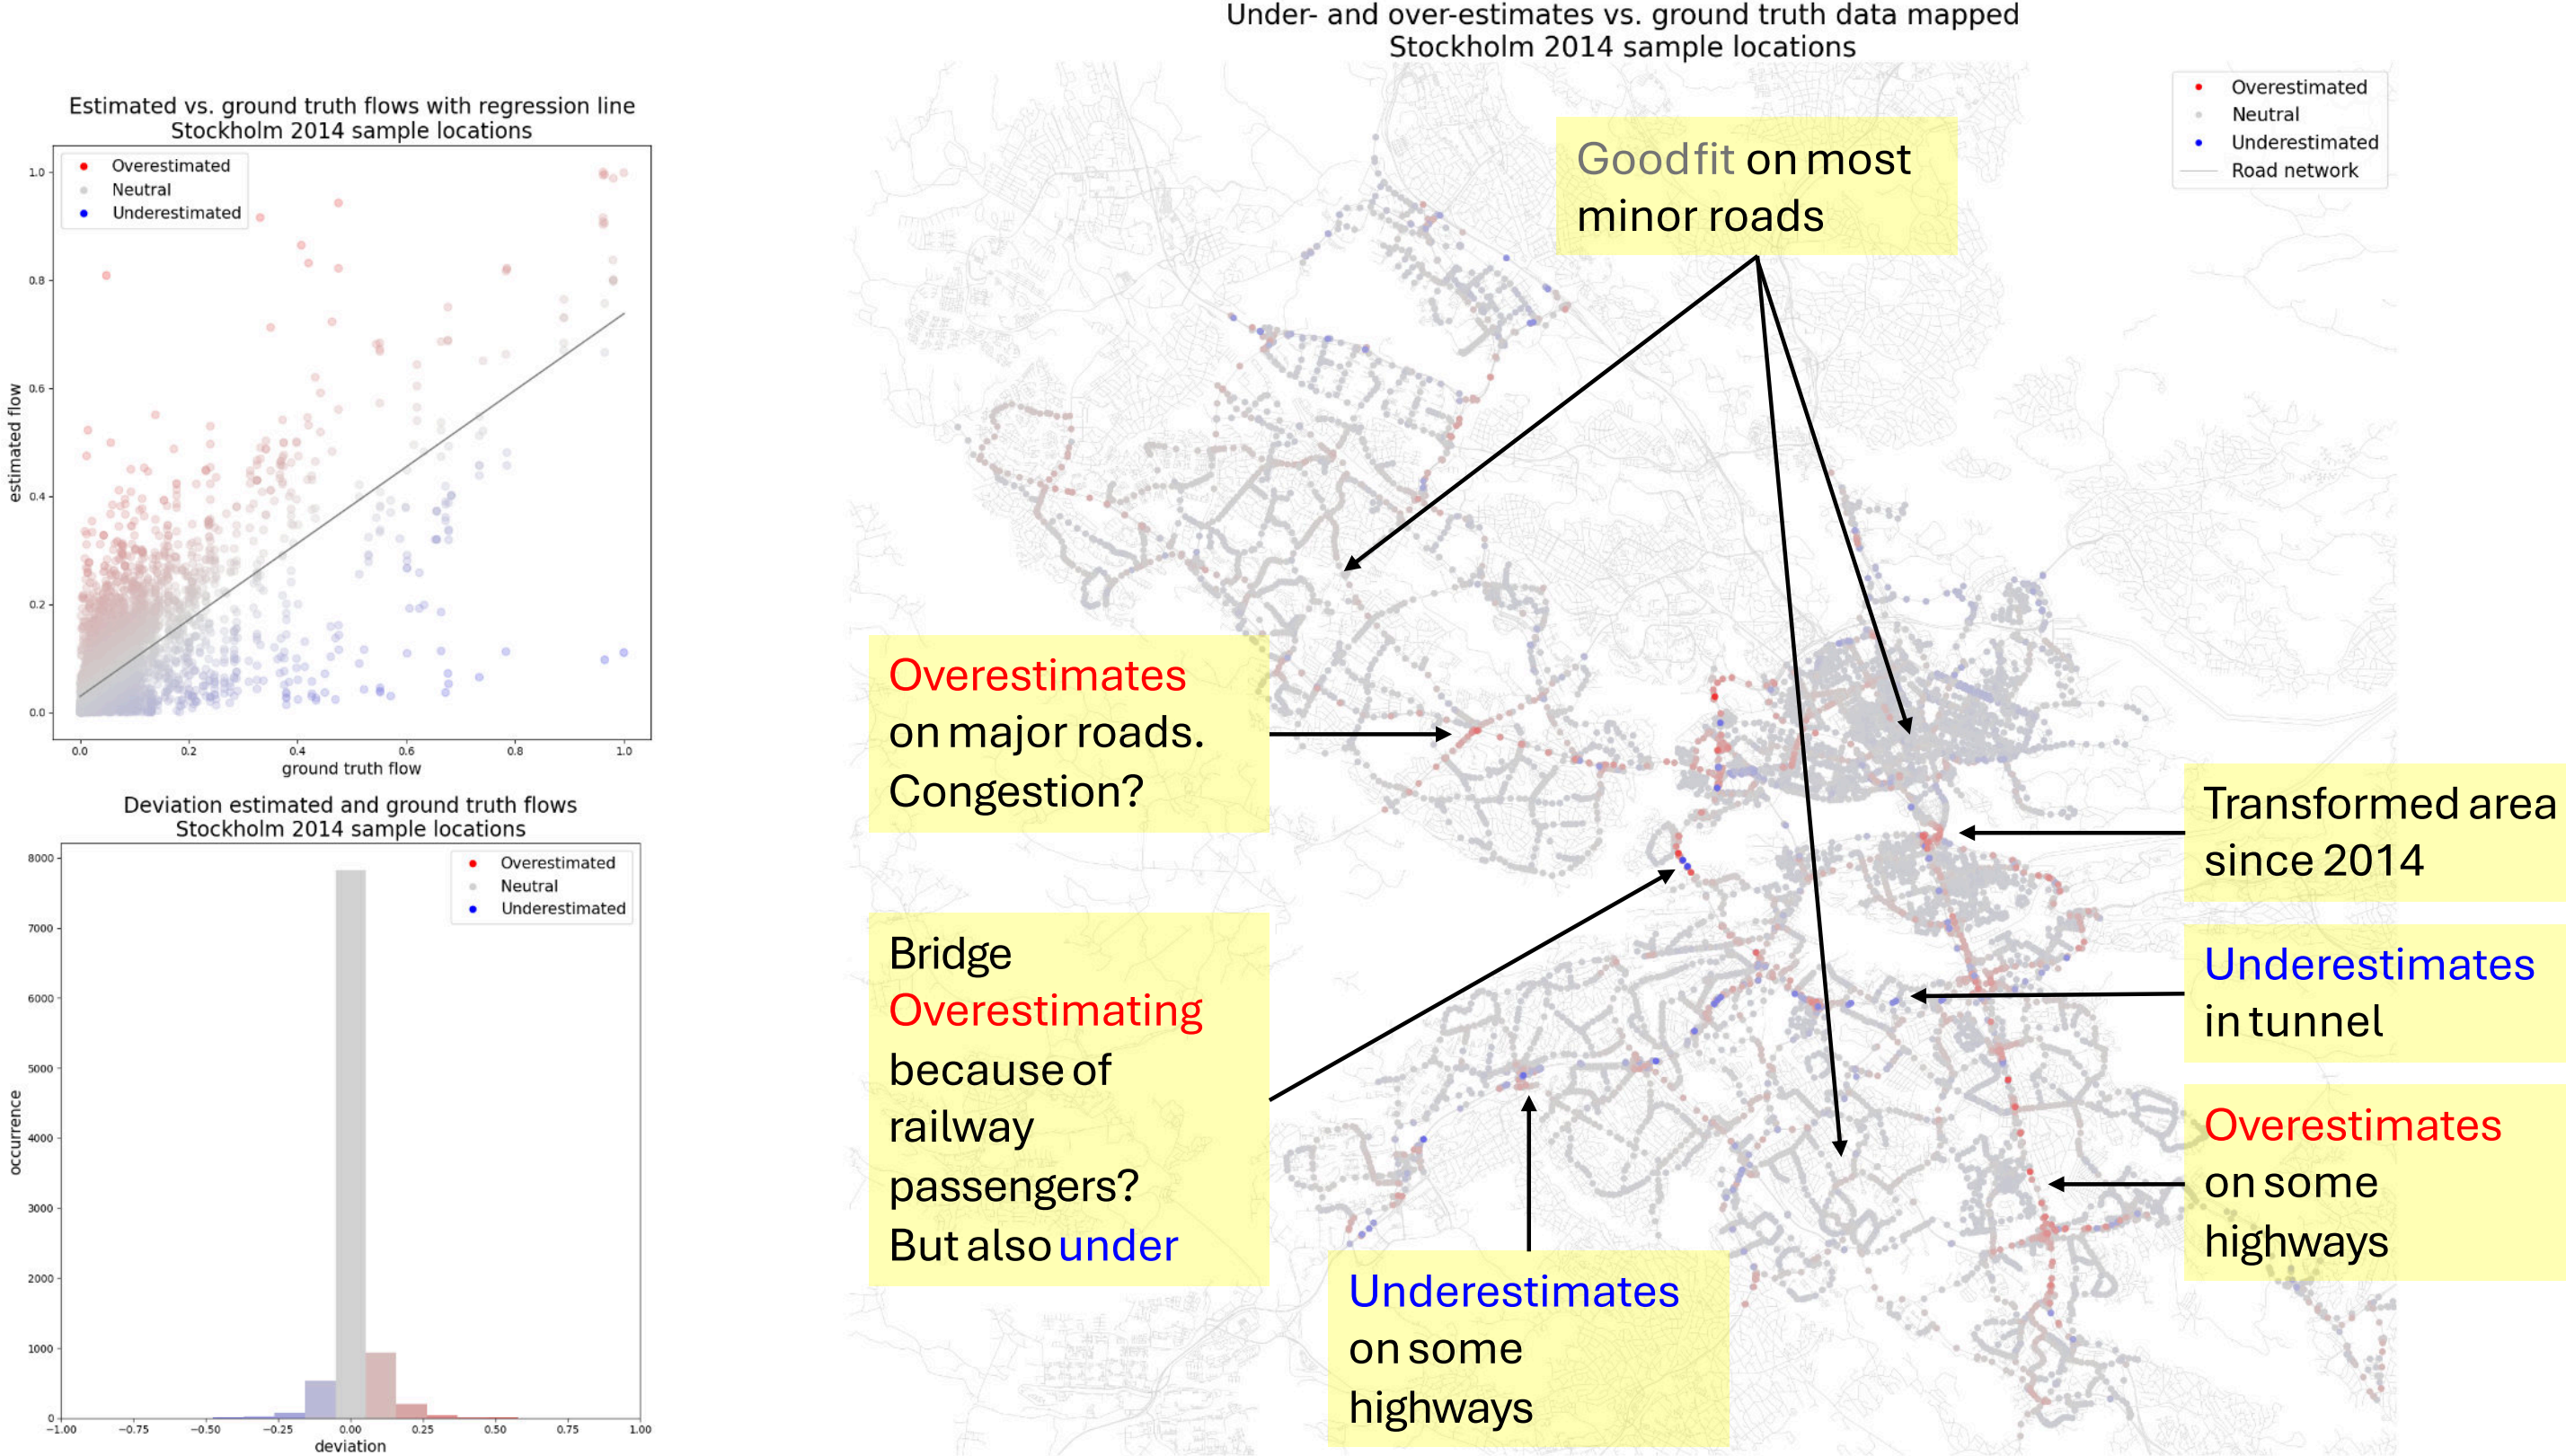 Under- and over-estimates vs. ground truth data mapped
Stockholm 2014 sample locations
Overestimated
Neutral
Underestimated
Road network
Estimated vs. ground truth flows with regression line
Stockholm 2014 sample locations
Overestimated
Neutral
Underestimated
1.0
0.8
0.6
0.4
0.2
0.0
estimated flow
0.0 0.2 0.4 0.6 0.8 1.0
ground truth flow
Deviation estimated and ground truth flows
Stockholm 2014 sample locations
Overestimated
Neutral
Underestimated
8000
7000
6000
5000
4000
3000
2000
1000
0
occurrence
−1.00 −0.75 −0.50 −0.25 0.00 0.25 0.50 0.75 1.00
deviation
Good fit on most
minor roads
Overestimates
on major roads.
Congestion?
Bridge
Overestimating
because of
railway
passengers?
But also under
Underestimates
on some
highways
Transformed area
since 2014
Underestimates
in tunnel
Overestimates
on some
highways